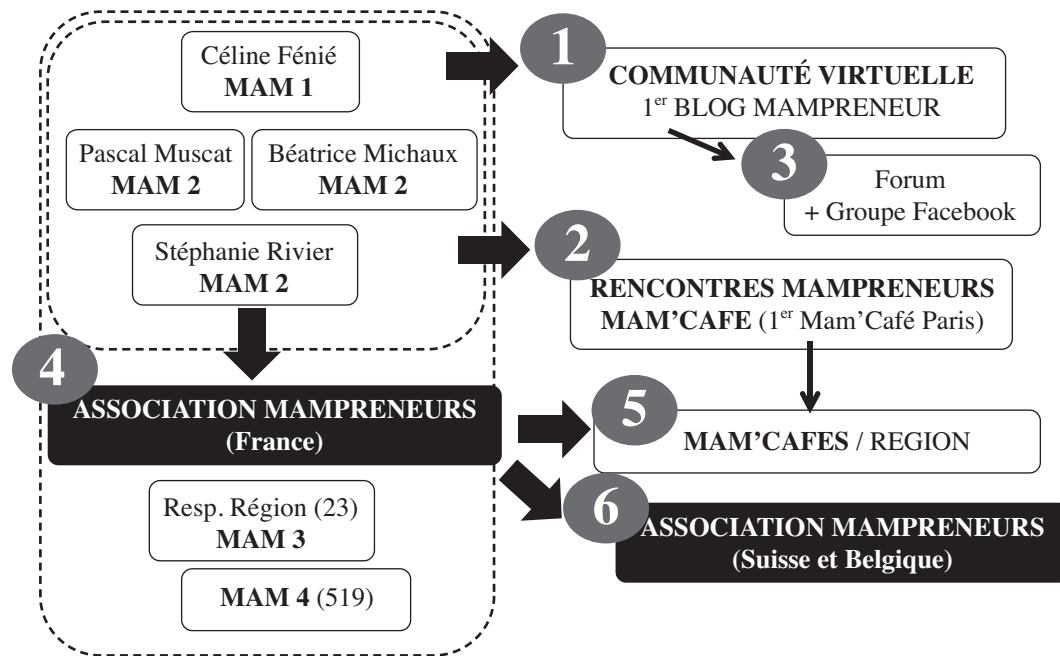 Céline Fénié
MAM 1
Pascal Muscat
MAM 2
Béatrice Michaux
MAM 2
Stéphanie Rivier
MAM 2
1
COMMUNAUTÉ VIRTUELLE
1er BLOG MAMPRENEUR
3
Forum
+ Groupe Facebook
2
RENCONTRES MAMPRENEURS
MAM’CAFE (1er Mam’Café Paris)
4
ASSOCIATION MAMPRENEURS
(France)
5
MAM’CAFES / REGION
6
ASSOCIATION MAMPRENEURS
(Suisse et Belgique)
Resp. Région (23)
MAM 3
MAM 4 (519)